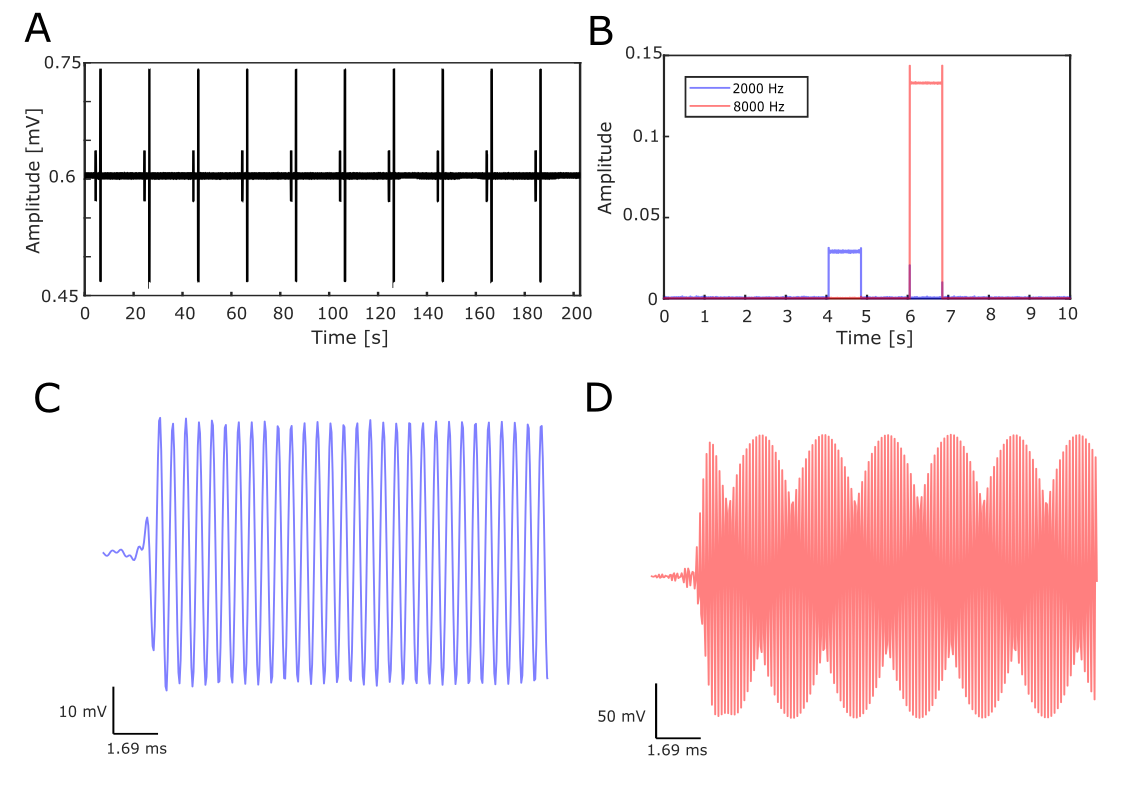 A
0.75
0.6
0.45
Amplitude [mV]
0 20 40 60 80 100 120 140 160 180 200
Time [s]
B
0.15
0.1
0.05
0
Amplitude
2000 Hz
8000 Hz
0 1 2 3 4 5 6 7 8 9 10
Time [s]
C
10 mV
1.69 ms
D
50 mV
1.69 ms